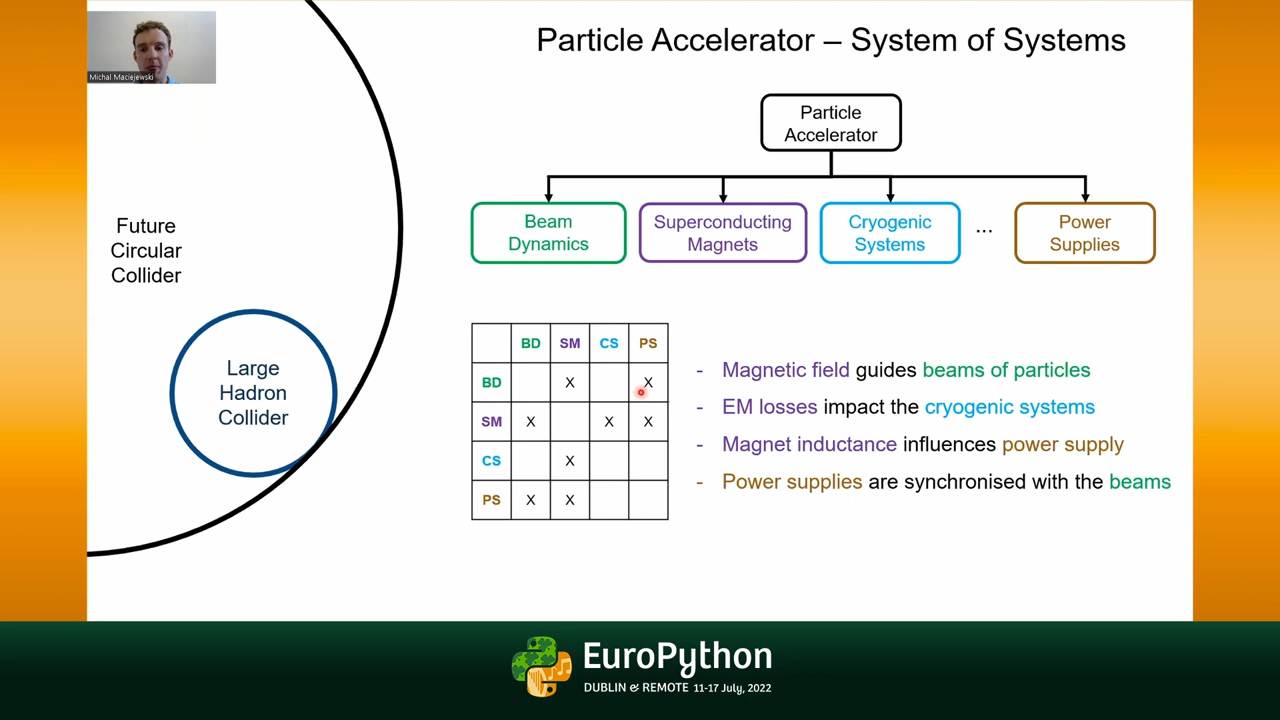 Michal Maciejewski
Particle Accelerator – System of Systems
Particle
Accelerator
Beam
Dynamics
Superconducting
Magnets
Cryogenic
Systems
...
Power
Supplies
Future
Circular
Collider
Large
Hadron
Collider
BD SM CS PS
BD X X
SM X X X
CS X
PS X X
- Magnetic field guides beams of particles
- EM losses impact the cryogenic systems
- Magnet inductance influences power supply
- Power supplies are synchronised with the beams
EuroPython
DUBLIN & REMOTE 11-17 July, 2022